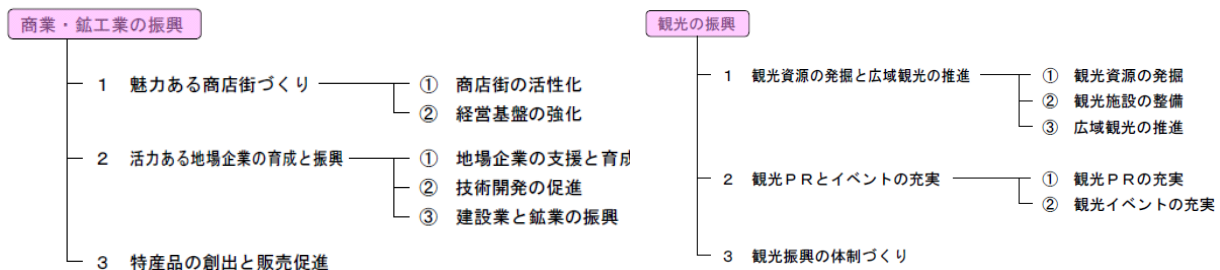 商業・鉱工業の振興
1 魅力ある商店街づくり
① 商店街の活性化
② 経営基盤の強化
2 活力ある地場企業の育成と振興
① 地場企業の支援と育成
② 技術開発の促進
③ 建設業と鉱業の振興
3 特産品の創出と販売促進
観光の振興
1 観光資源の発掘と広域観光の推進
① 観光資源の発掘
② 観光施設の整備
③ 広域観光の推進
2 観光PRとイベントの充実
① 観光PRの充実
② 観光イベントの充実
3 観光振興の体制づくり